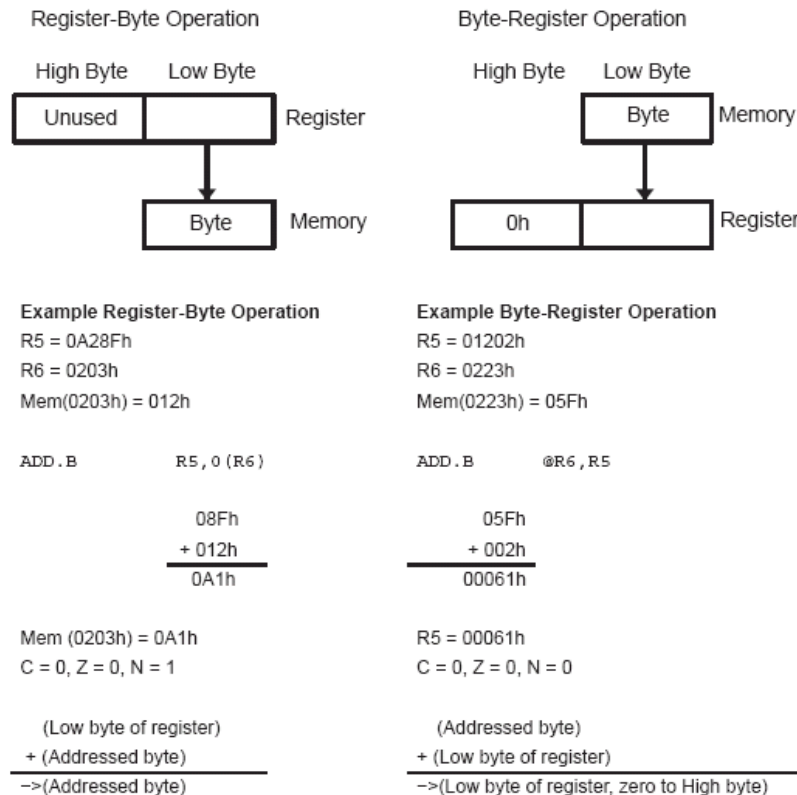 Register-Byte Operation
High Byte Low Byte
Unused Register
Byte Memory
Example Register-Byte Operation
R5 = 0A28Fh
R6 = 0203h
Mem(0203h) = 012h
ADD.B R5,0(R6)
08Fh
+ 012h
0A1h
Mem (0203h) = 0A1h
C = 0, Z = 0, N = 1
(Low byte of register)
+ (Addressed byte)
−>(Addressed byte)
Byte-Register Operation
High Byte Low Byte
Byte Memory
0h Register
Example Byte-Register Operation
R5 = 01202h
R6 = 0223h
Mem(0223h) = 05Fh
ADD.B @R6,R5
05Fh
+ 002h
00061h
R5 = 00061h
C = 0, Z = 0, N = 0
(Addressed byte)
+ (Low byte of register)
−>(Low byte of register, zero to High byte)